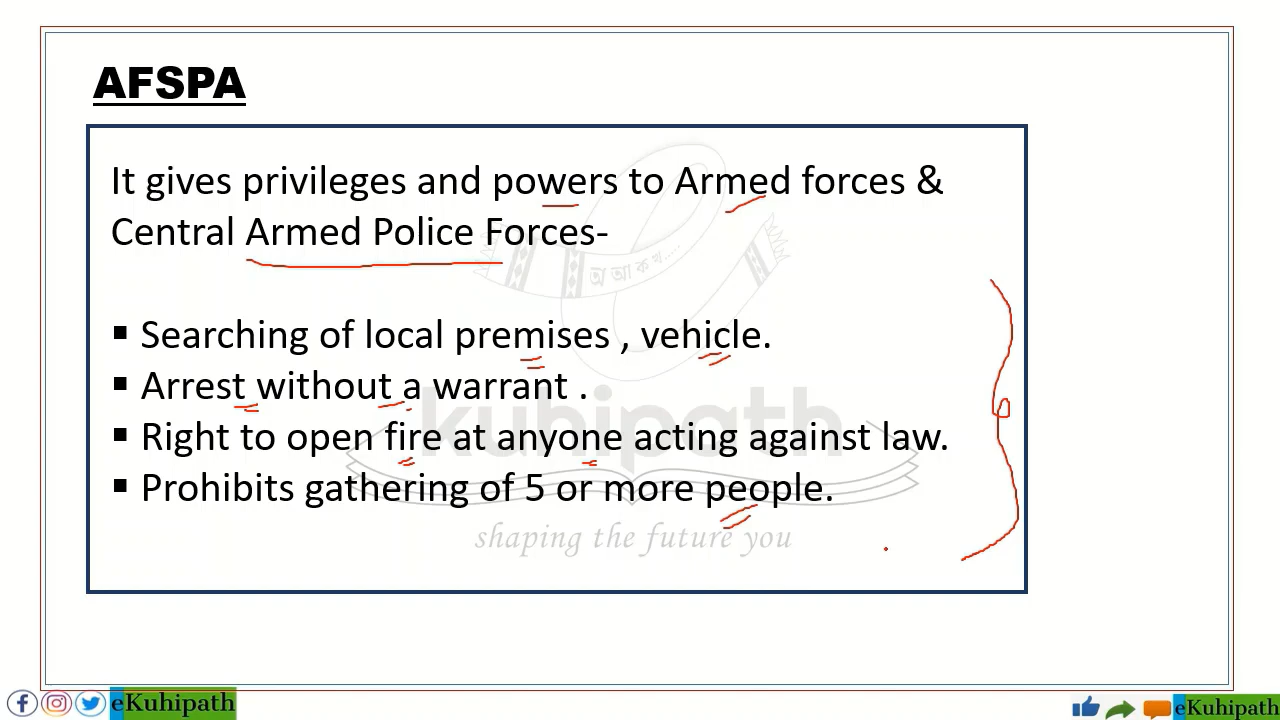 AFSPA
It gives privileges and powers to Armed forces &
Central Armed Police Forces-
অ আ ক খ....
▪ Searching of local premises , vehicle.
▪ Arrest without a warrant .
kuhipath
▪ Right to open fire at anyone acting against law.
▪ Prohibits gathering of 5 or more people.
shaping the future you
eKuhipath
eKuhipath